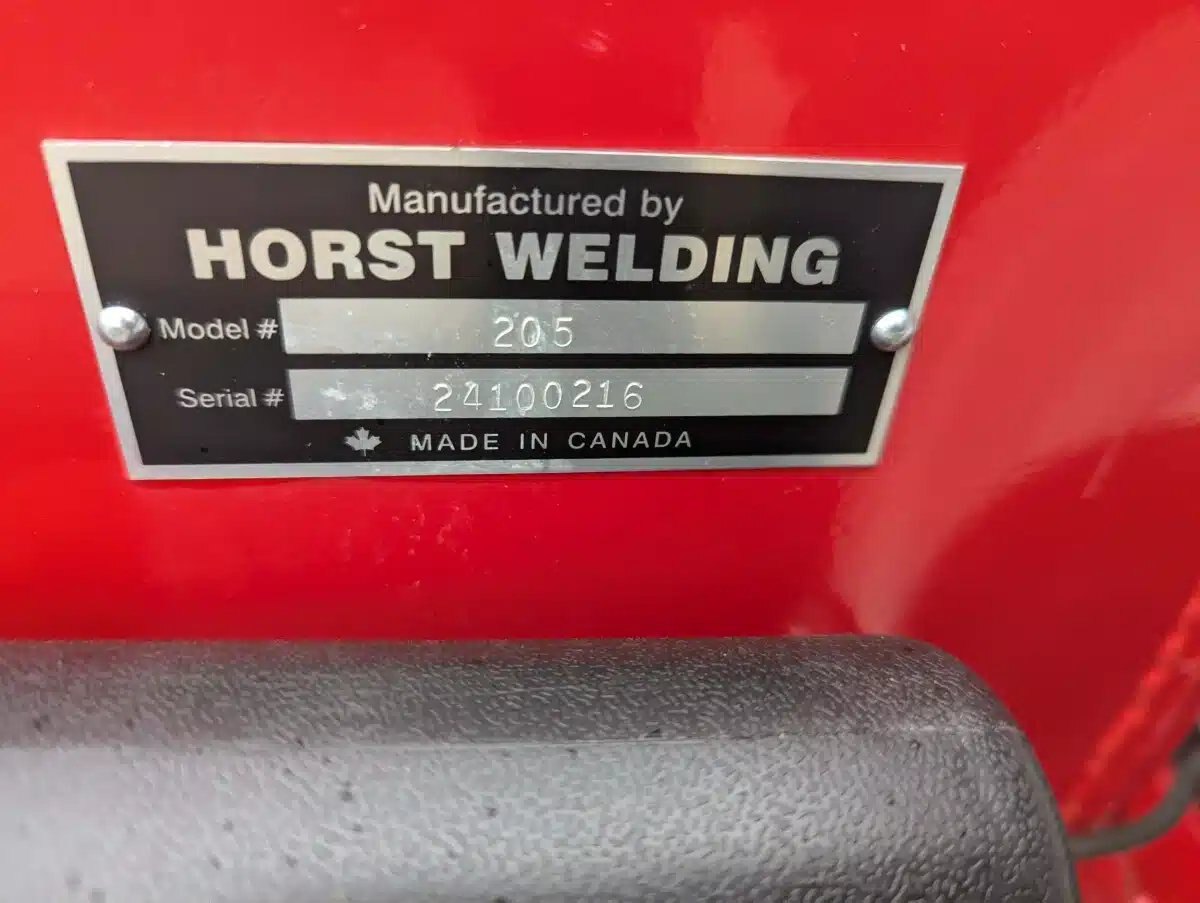 Manufactured by
HORST WELDING
Model # 205
Serial # 24100216
MADE IN CANADA